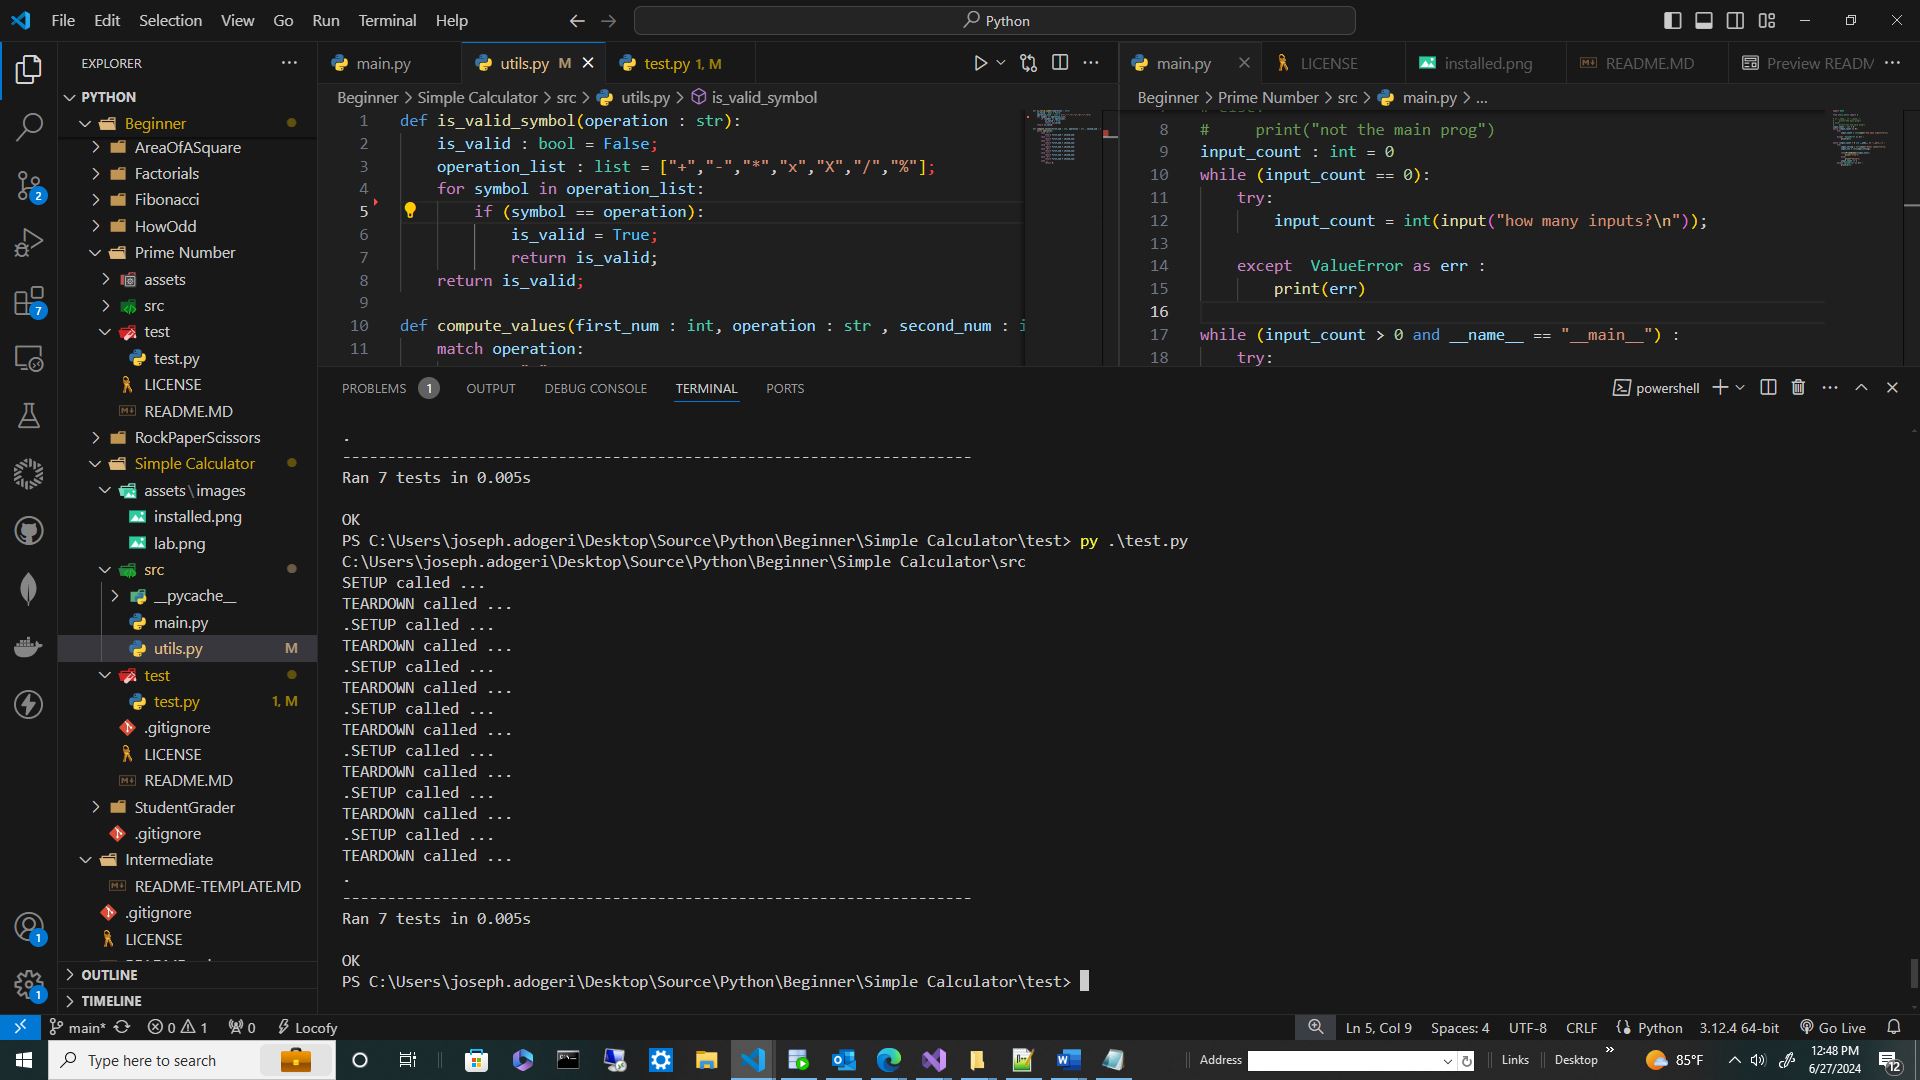 File Edit Selection View Go Run Terminal Help
Python
EXPLORER
PYTHON
Beginner
AreaOfASquare
Factorials
Fibonacci
HowOdd
Prime Number
assets
src
test
test.py
LICENSE
README.MD
RockPaperScissors
Simple Calculator
assets\images
installed.png
lab.png
src
__pycache__
main.py
utils.py M
test
test.py 1, M
.gitignore
LICENSE
README.MD
StudentGrader
.gitignore
Intermediate
README-TEMPLATE.MD
.gitignore
LICENSE
OUTLINE
TIMELINE
2
7
1
1
main.py utils.py M test.py 1, M
Beginner > Simple Calculator > src > utils.py > is_valid_symbol
1 def is_valid_symbol(operation : str):
2 is_valid : bool = False;
3 operation_list : list = ["+","-","*","x","X","/","%"];
4 for symbol in operation_list:
5 if (symbol == operation):
6 is_valid = True;
7 return is_valid;
8 return is_valid;
9
10 def compute_values(first_num : int, operation : str , second_num : i
11 match operation:
main.py LICENSE installed.png README.MD Preview READM
Beginner > Prime Number > src > main.py > ...
8 # print("not the main prog")
9 input_count : int = 0
10 while (input_count == 0):
11 try:
12 input_count = int(input("how many inputs?\n"));
13
14 except ValueError as err :
15 print(err)
16
17 while (input_count > 0 and __name__ == "__main__") :
18 try:
PROBLEMS 1 OUTPUT DEBUG CONSOLE TERMINAL PORTS
powershell
.
----------------------------------------------------------------------
Ran 7 tests in 0.005s
OK
PS C:\Users\joseph.adogeri\Desktop\Source\Python\Beginner\Simple Calculator\test> py .\test.py
C:\Users\joseph.adogeri\Desktop\Source\Python\Beginner\Simple Calculator\src
SETUP called ...
TEARDOWN called ...
.SETUP called ...
TEARDOWN called ...
.SETUP called ...
TEARDOWN called ...
.SETUP called ...
TEARDOWN called ...
.SETUP called ...
TEARDOWN called ...
.SETUP called ...
TEARDOWN called ...
.SETUP called ...
TEARDOWN called ...
.
----------------------------------------------------------------------
Ran 7 tests in 0.005s
OK
PS C:\Users\joseph.adogeri\Desktop\Source\Python\Beginner\Simple Calculator\test>
main* 0 1 0 Locofy
Ln 5, Col 9 Spaces: 4 UTF-8 CRLF Python 3.12.4 64-bit Go Live
Type here to search
Address Links Desktop 85°F
12:48 PM
6/27/2024
12